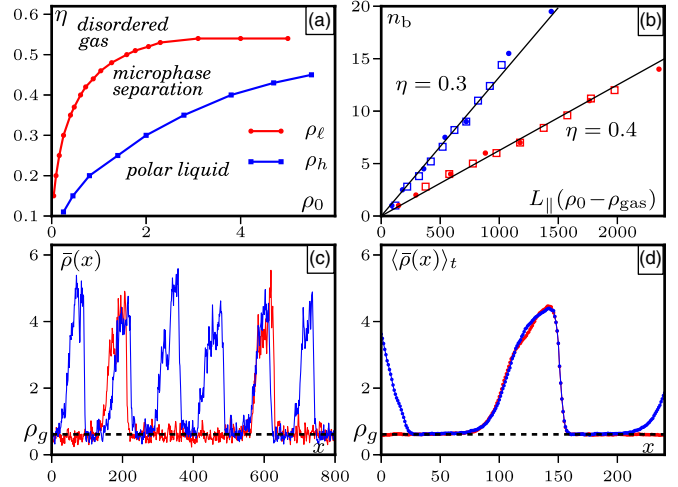 η
(a)
disordered
gas
microphase
separation
polar liquid
ρℓ
ρh
ρ0
0.6
0.5
0.4
0.3
0.2
0.1
0 2 4
nb
(b)
η = 0.3
η = 0.4
L∥(ρ0−ρgas)
20
15
10
5
0
0 500 1000 1500 2000
ρ̄(x)
(c)
6
4
2
ρg
0
x
0 200 400 600 800
⟨ρ̄(x)⟩t
(d)
6
4
2
ρg
0
x
0 50 100 150 200